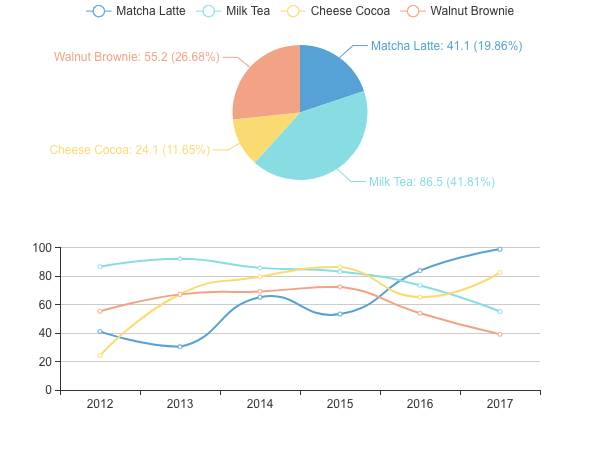 Matcha Latte Milk Tea Cheese Cocoa Walnut Brownie
Matcha Latte: 41.1 (19.86%)
Walnut Brownie: 55.2 (26.68%)
Cheese Cocoa: 24.1 (11.65%)
Milk Tea: 86.5 (41.81%)
100
80
60
40
20
0
2012 2013 2014 2015 2016 2017